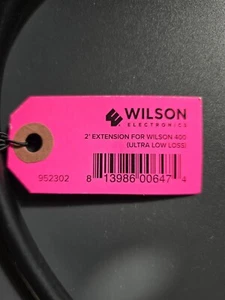 WILSON
ELECTRONICS
2' EXTENSION FOR WILSON 400
(ULTRA LOW LOSS)
952302
8 13986 00647 4